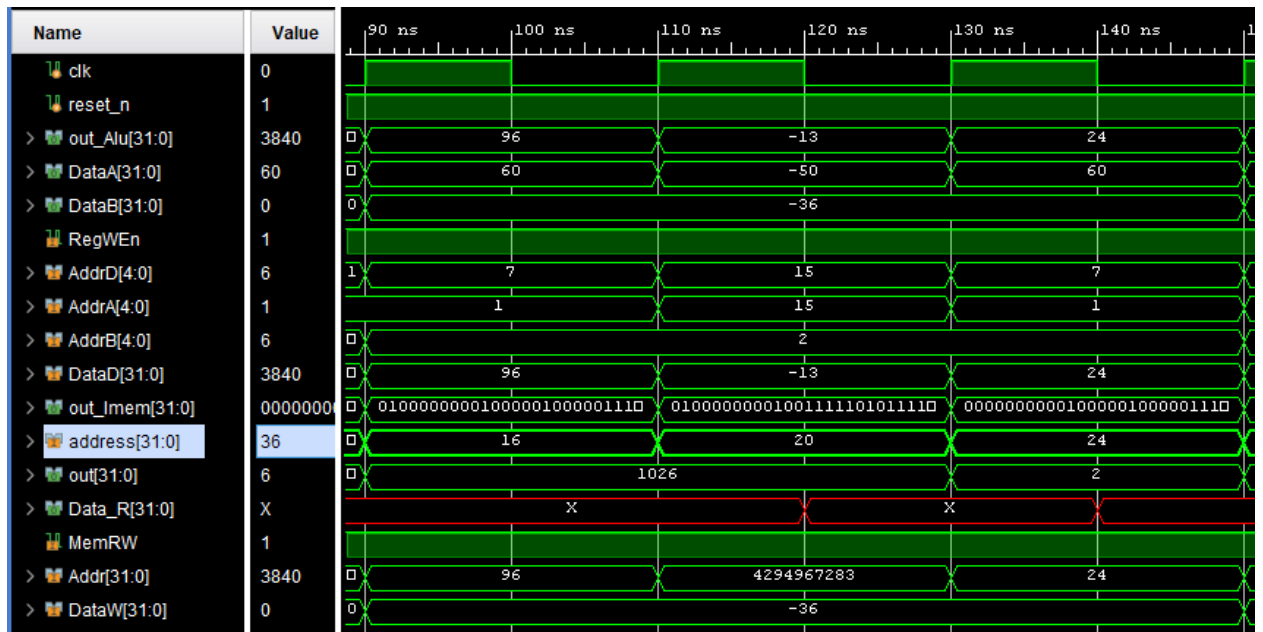 Name Value 90 ns 100 ns 110 ns 120 ns 130 ns 140 ns 1
clk 0
reset_n 1
out_Alu[31:0] 3840 96 -13 24
DataA[31:0] 60 60 -50 60
DataB[31:0] 0 0 -36
RegWEn 1
AddrD[4:0] 6 1 7 15 7
AddrA[4:0] 1 1 15 1
AddrB[4:0] 6 2
DataD[31:0] 3840 96 -13 24
out_Imem[31:0] 0000000 0100000000100000100000111 0100000000100111110101111 0000000000100000100000111
address[31:0] 36 16 20 24
out[31:0] 6 1026 2
Data_R[31:0] X X X
MemRW 1
Addr[31:0] 3840 96 4294967283 24
DataW[31:0] 0 0 -36